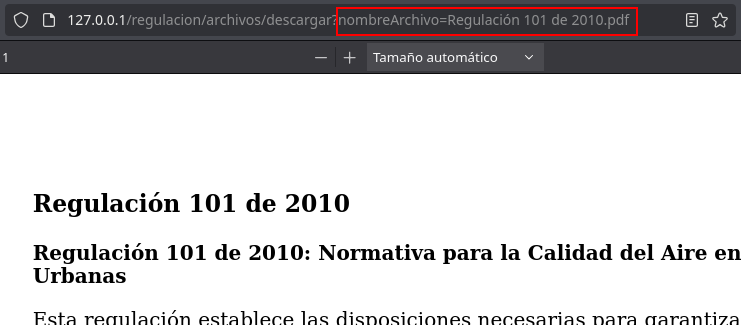 127.0.0.1/regulacion/archivos/descargar?nombreArchivo=Regulación 101 de 2010.pdf
1 Tamaño automático
Regulación 101 de 2010
Regulación 101 de 2010: Normativa para la Calidad del Aire en
Urbanas
Esta regulación establece las disposiciones necesarias para garantiza